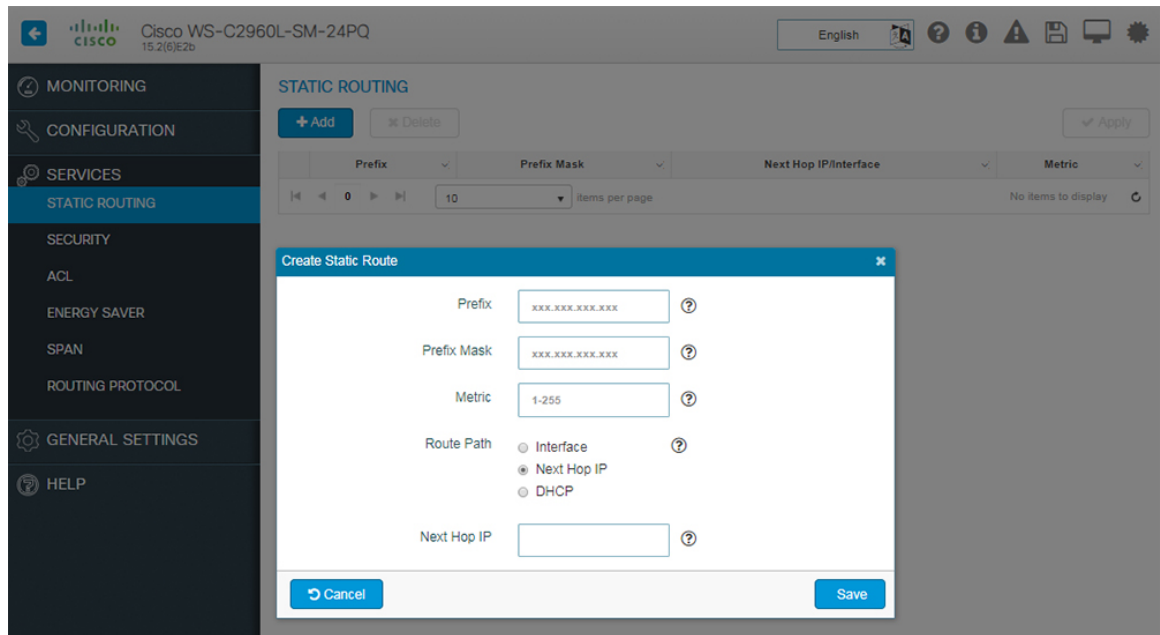 CISCO
Cisco WS-C2960L-SM-24PQ
15.2(6)E2b
English
MONITORING
CONFIGURATION
SERVICES
STATIC ROUTING
SECURITY
ACL
ENERGY SAVER
SPAN
ROUTING PROTOCOL
GENERAL SETTINGS
HELP
STATIC ROUTING
Add
Delete
Apply
Prefix Prefix Mask Next Hop IP/Interface Metric
0 10 items per page No items to display
Create Static Route
Prefix xxx.xxx.xxx.xxx
Prefix Mask xxx.xxx.xxx.xxx
Metric 1-255
Route Path Interface
Next Hop IP
DHCP
Next Hop IP
Cancel Save